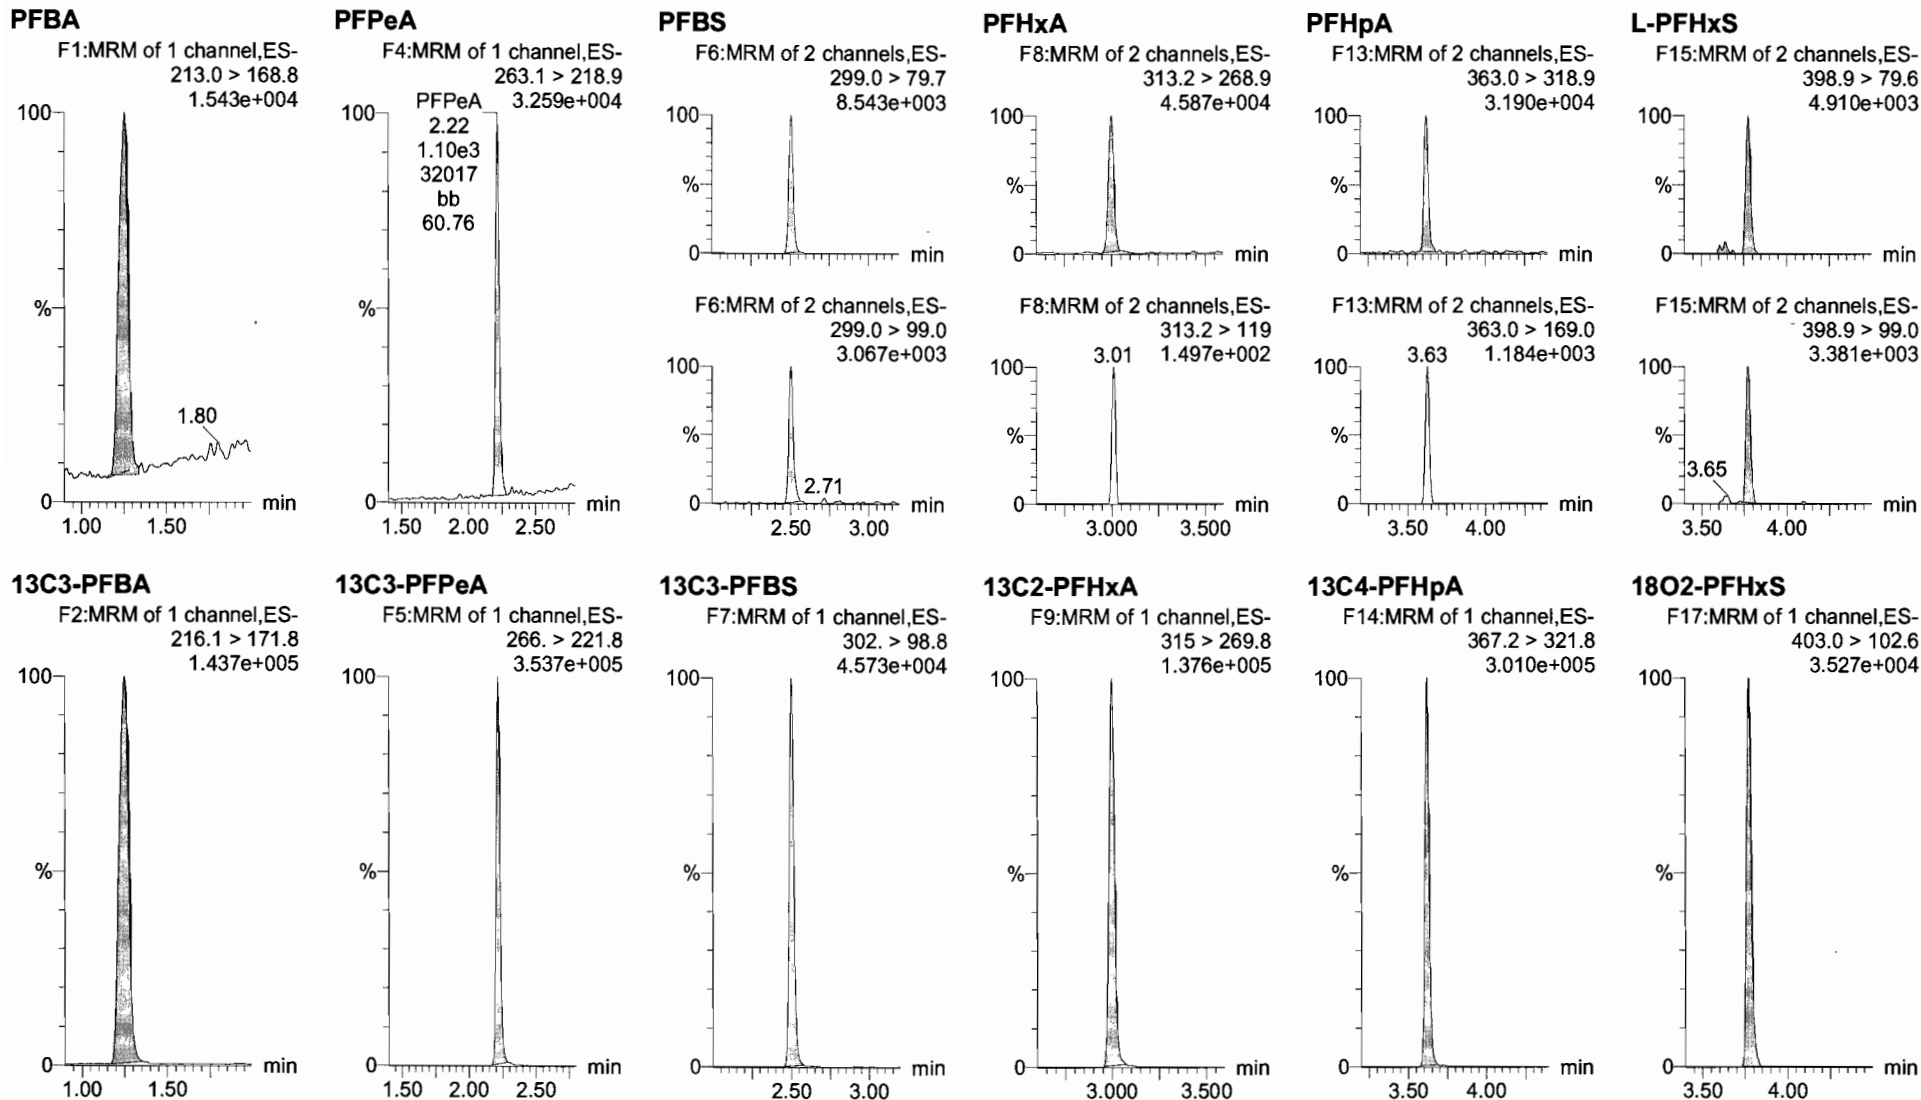 PFBA
F1:MRM of 1 channel,ES-
213.0 > 168.8
1.543e+004
100
%
1.80
0
min
1.00 1.50
PFPeA
F4:MRM of 1 channel,ES-
263.1 > 218.9
3.259e+004
PFPeA
2.22
1.10e3
32017
bb
60.76
100
%
0
min
1.50 2.00 2.50
PFBS
F6:MRM of 2 channels,ES-
299.0 > 79.7
8.543e+003
100
%
0
min
F6:MRM of 2 channels,ES-
299.0 > 99.0
3.067e+003
100
%
2.71
0
min
2.50 3.00
PFHxA
F8:MRM of 2 channels,ES-
313.2 > 268.9
4.587e+004
100
%
0
min
F8:MRM of 2 channels,ES-
313.2 > 119
3.01 1.497e+002
100
%
0
min
3.000 3.500
PFHpA
F13:MRM of 2 channels,ES-
363.0 > 318.9
3.190e+004
100
%
0
min
F13:MRM of 2 channels,ES-
363.0 > 169.0
3.63 1.184e+003
100
%
0
min
3.50 4.00
L-PFHxS
F15:MRM of 2 channels,ES-
398.9 > 79.6
4.910e+003
100
%
0
min
F15:MRM of 2 channels,ES-
398.9 > 99.0
3.381e+003
100
%
3.65
0
min
3.50 4.00
13C3-PFBA
F2:MRM of 1 channel,ES-
216.1 > 171.8
1.437e+005
100
%
0
min
1.00 1.50
13C3-PFPeA
F5:MRM of 1 channel,ES-
266. > 221.8
3.537e+005
100
%
0
min
1.50 2.00 2.50
13C3-PFBS
F7:MRM of 1 channel,ES-
302. > 98.8
4.573e+004
100
%
0
min
2.50 3.00
13C2-PFHxA
F9:MRM of 1 channel,ES-
315 > 269.8
1.376e+005
100
%
0
min
3.000 3.500
13C4-PFHpA
F14:MRM of 1 channel,ES-
367.2 > 321.8
3.010e+005
100
%
0
min
3.50 4.00
18O2-PFHxS
F17:MRM of 1 channel,ES-
403.0 > 102.6
3.527e+004
100
%
0
min
3.50 4.00